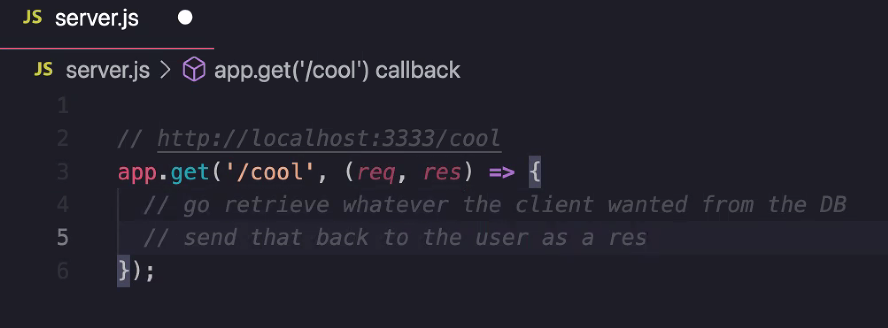 JS server.js
JS server.js > app.get('/cool') callback
1
2 // http://localhost:3333/cool
3 app.get('/cool', (req, res) => {
4 // go retrieve whatever the client wanted from the DB
5 // send that back to the user as a res
6 });